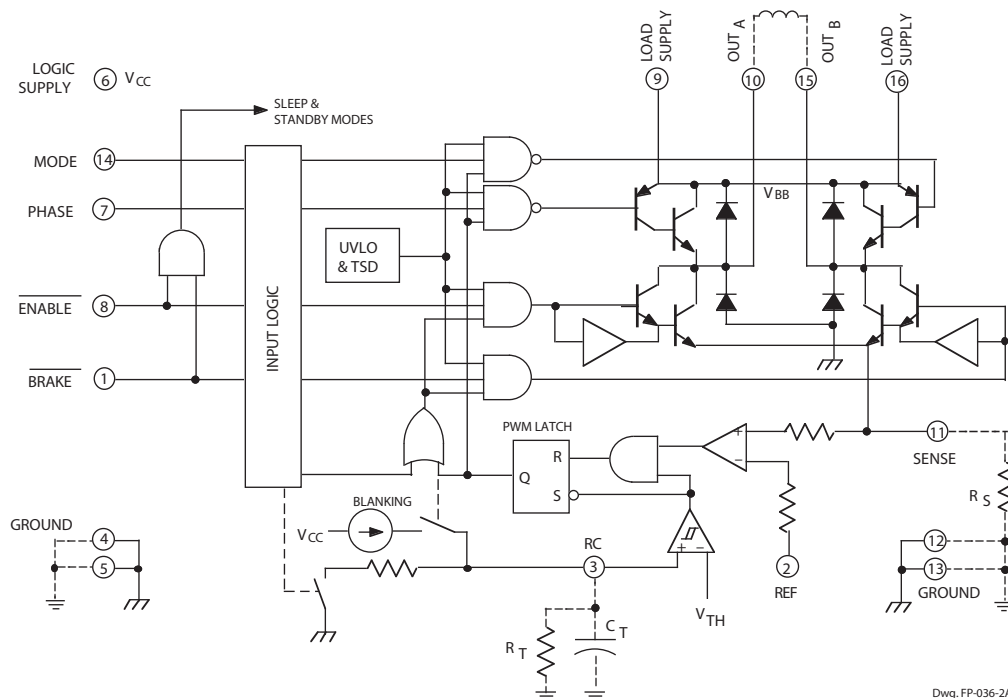 LOAD
SUPPLY
9
OUT A
10
OUT B
15
LOAD
SUPPLY
16
LOGIC
SUPPLY
6
VCC
SLEEP &
STANDBY MODES
MODE
14
PHASE
7
VBB
UVLO
& TSD
ENABLE
8
INPUT LOGIC
BRAKE
1
PWM LATCH
R
Q
S
+
−
11
SENSE
RS
BLANKING
VCC
GROUND
4
5
RC
3
+ −
2
REF
12
13
GROUND
VTH
RT
CT
Dwg. FP-036-2